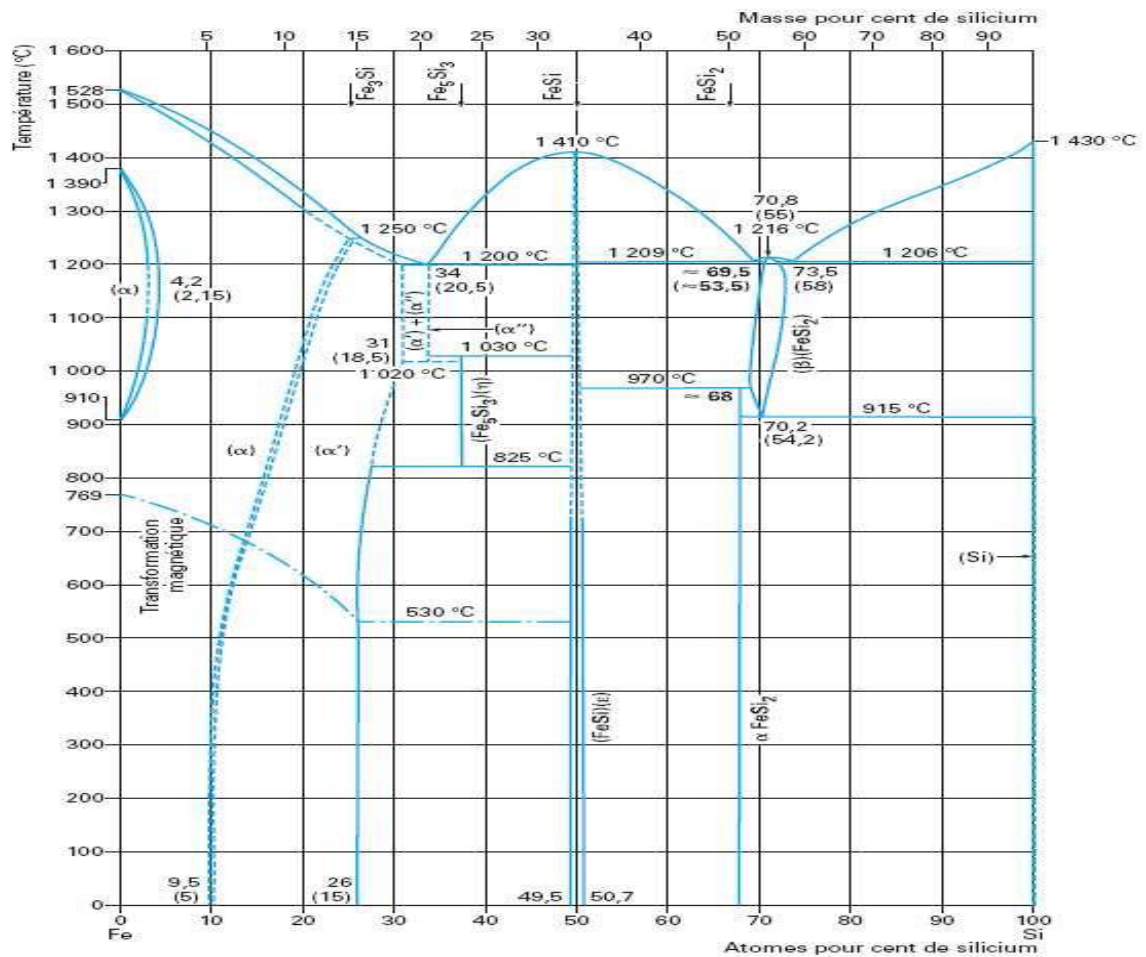 Masse pour cent de silicium
5 10 15 20 25 30 40 50 60 70 80 90
Température (°C)
1 600
1 528
1 500
1 400
1 390
1 300
1 200
1 100
1 000
910
900
800
769
700
600
500
400
300
200
100
0
Fe₃Si
Fe₅Si₃
FeSi
FeSi₂
1 410 °C
1 430 °C
70,8
(55)
1 216 °C
1 250 °C
1 200 °C
1 209 °C
1 206 °C
34
(20,5)
≈ 69,5
(≈53,5)
73,5
(58)
(α)
4,2
(2,15)
(α') + (α'')
(α'')
31
(18,5)
1 030 °C
1 020 °C
(β)(FeSi₂)
970 °C
≈ 68
915 °C
(Fe₅Si₃)(η)
70,2
(54,2)
(α)
(α')
825 °C
Transformation
magnétique
(Si)
530 °C
(FeSi)(ε)
α FeSi₂
9,5
(5)
26
(15)
49,5
50,7
0 10 20 30 40 50 60 70 80 90 100
Fe
Si
Atomes pour cent de silicium